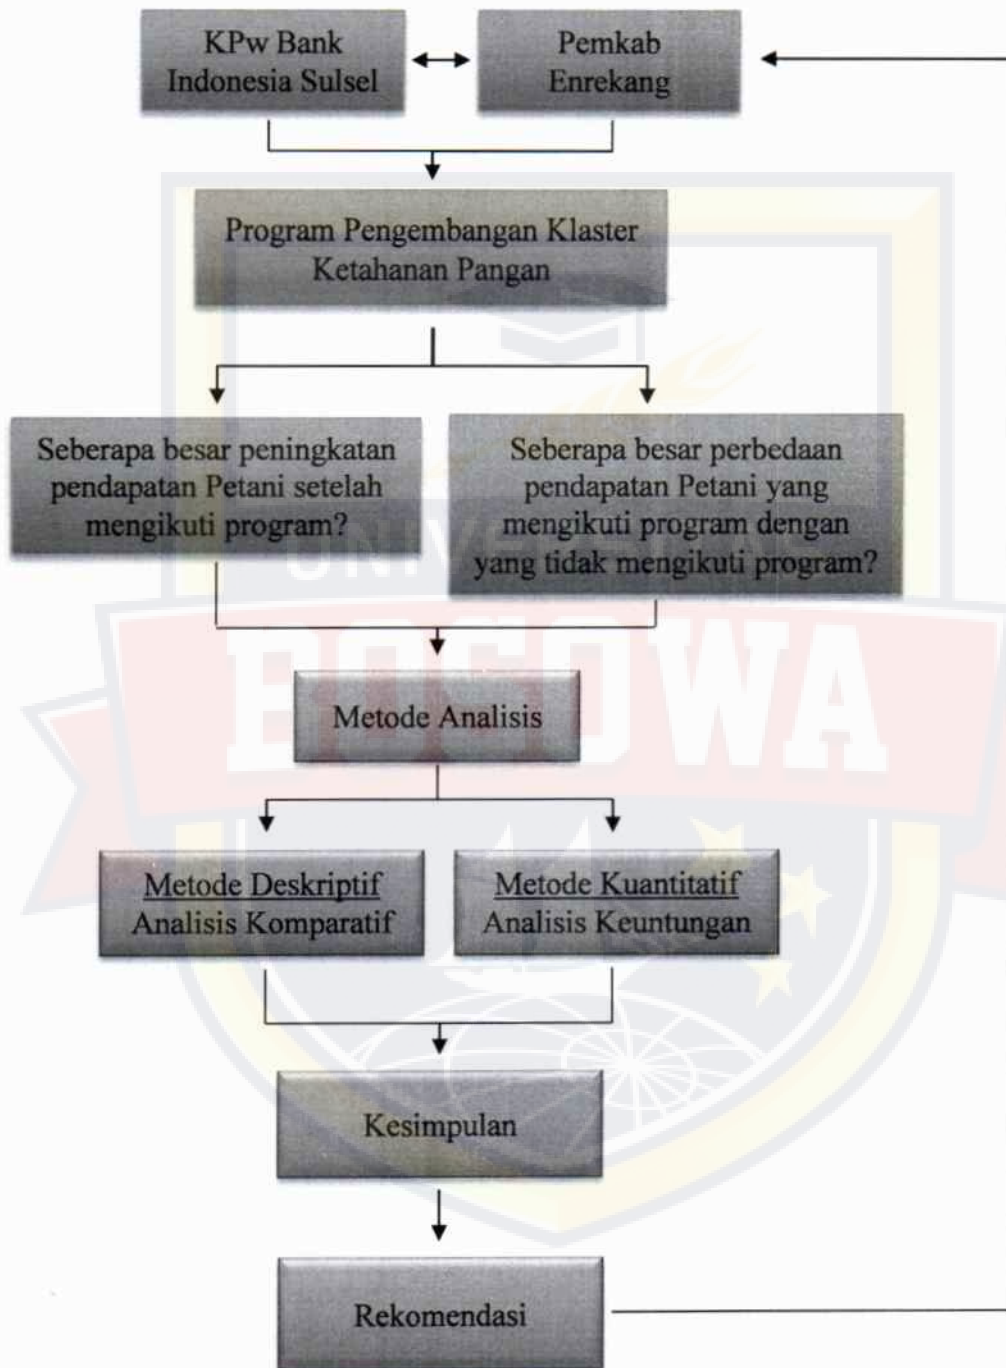 KPw Bank
Indonesia Sulsel
Pemkab
Enrekang
Program Pengembangan Klaster
Ketahanan Pangan
Seberapa besar peningkatan
pendapatan Petani setelah
mengikuti program?
Seberapa besar perbedaan
pendapatan Petani yang
mengikuti program dengan
yang tidak mengikuti program?
UNIVERSITAS
BOSOWA
Metode Analisis
Metode Deskriptif
Analisis Komparatif
Metode Kuantitatif
Analisis Keuntungan
Kesimpulan
Rekomendasi